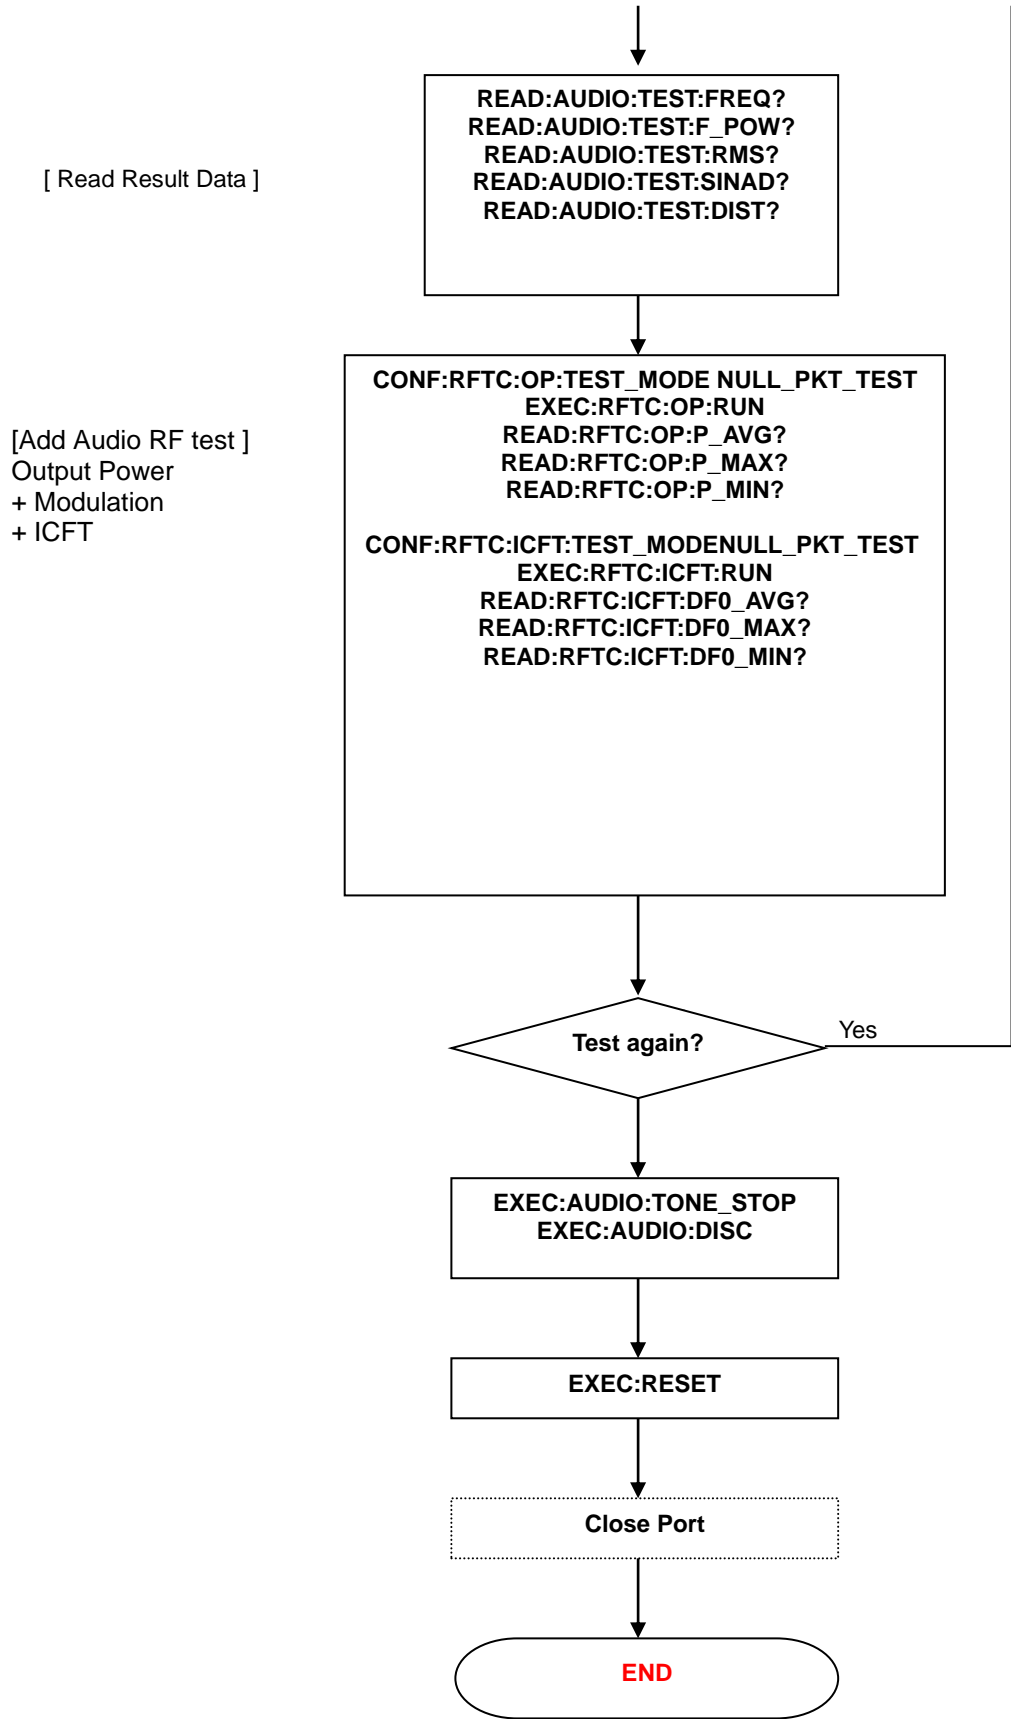 READ:AUDIO:TEST:FREQ?
READ:AUDIO:TEST:F_POW?
READ:AUDIO:TEST:RMS?
READ:AUDIO:TEST:SINAD?
READ:AUDIO:TEST:DIST?
[ Read Result Data ]
CONF:RFTC:OP:TEST_MODE NULL_PKT_TEST
EXEC:RFTC:OP:RUN
READ:RFTC:OP:P_AVG?
READ:RFTC:OP:P_MAX?
READ:RFTC:OP:P_MIN?
CONF:RFTC:ICFT:TEST_MODENULL_PKT_TEST
EXEC:RFTC:ICFT:RUN
READ:RFTC:ICFT:DF0_AVG?
READ:RFTC:ICFT:DF0_MAX?
READ:RFTC:ICFT:DF0_MIN?
[Add Audio RF test ]
Output Power
+ Modulation
+ ICFT
Test again?
Yes
EXEC:AUDIO:TONE_STOP
EXEC:AUDIO:DISC
EXEC:RESET
Close Port
END